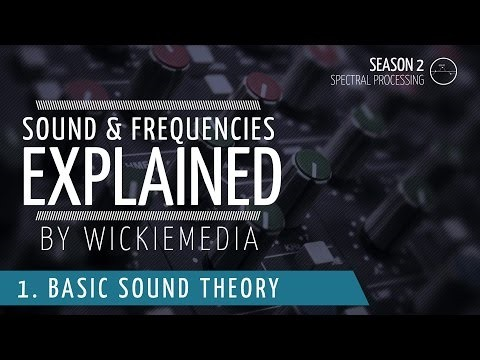 SEASON 2
SPECTRAL PROCESSING
SOUND & FREQUENCIES
EXPLAINED
BY WICKIEMEDIA
1. BASIC SOUND THEORY